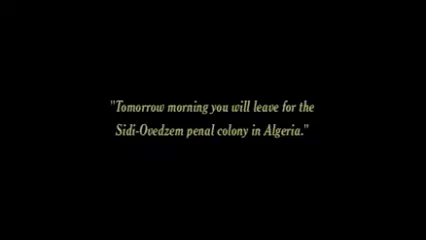 "Tomorrow morning you will leave for the
Sidi-Ovedzem penal colony in Algeria."